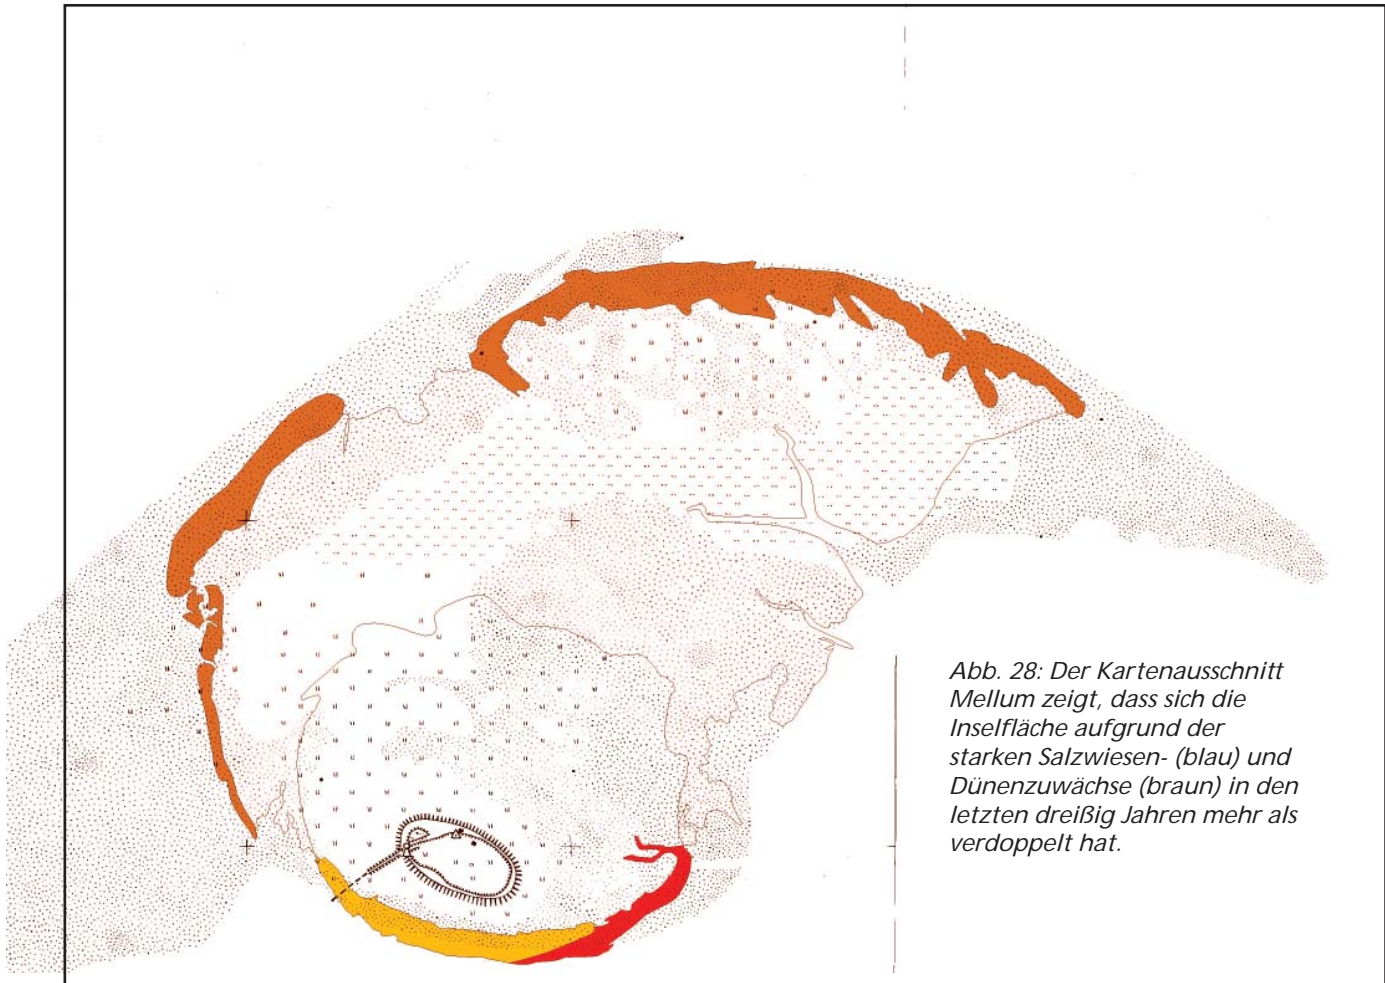 Abb. 28: Der Kartenausschnitt
Mellum zeigt, dass sich die
Inselfläche aufgrund der
starken Salzwiesen- (blau) und
Dünenzuwächse (braun) in den
letzten dreißig Jahren mehr als
verdoppelt hat.